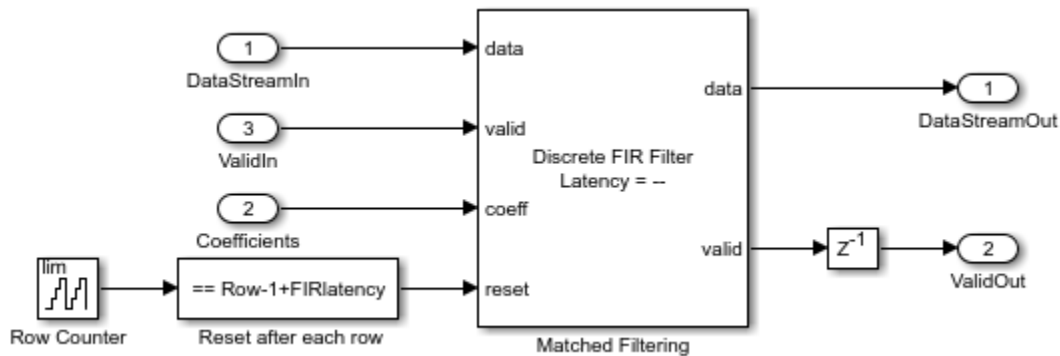 1
DataStreamIn
data
3
ValidIn
valid
2
Coefficients
coeff
lim
Row Counter
== Row-1+FIRlatency
Reset after each row
reset
Discrete FIR Filter
Latency = --
Matched Filtering
data
1
DataStreamOut
valid
Z-1
2
ValidOut